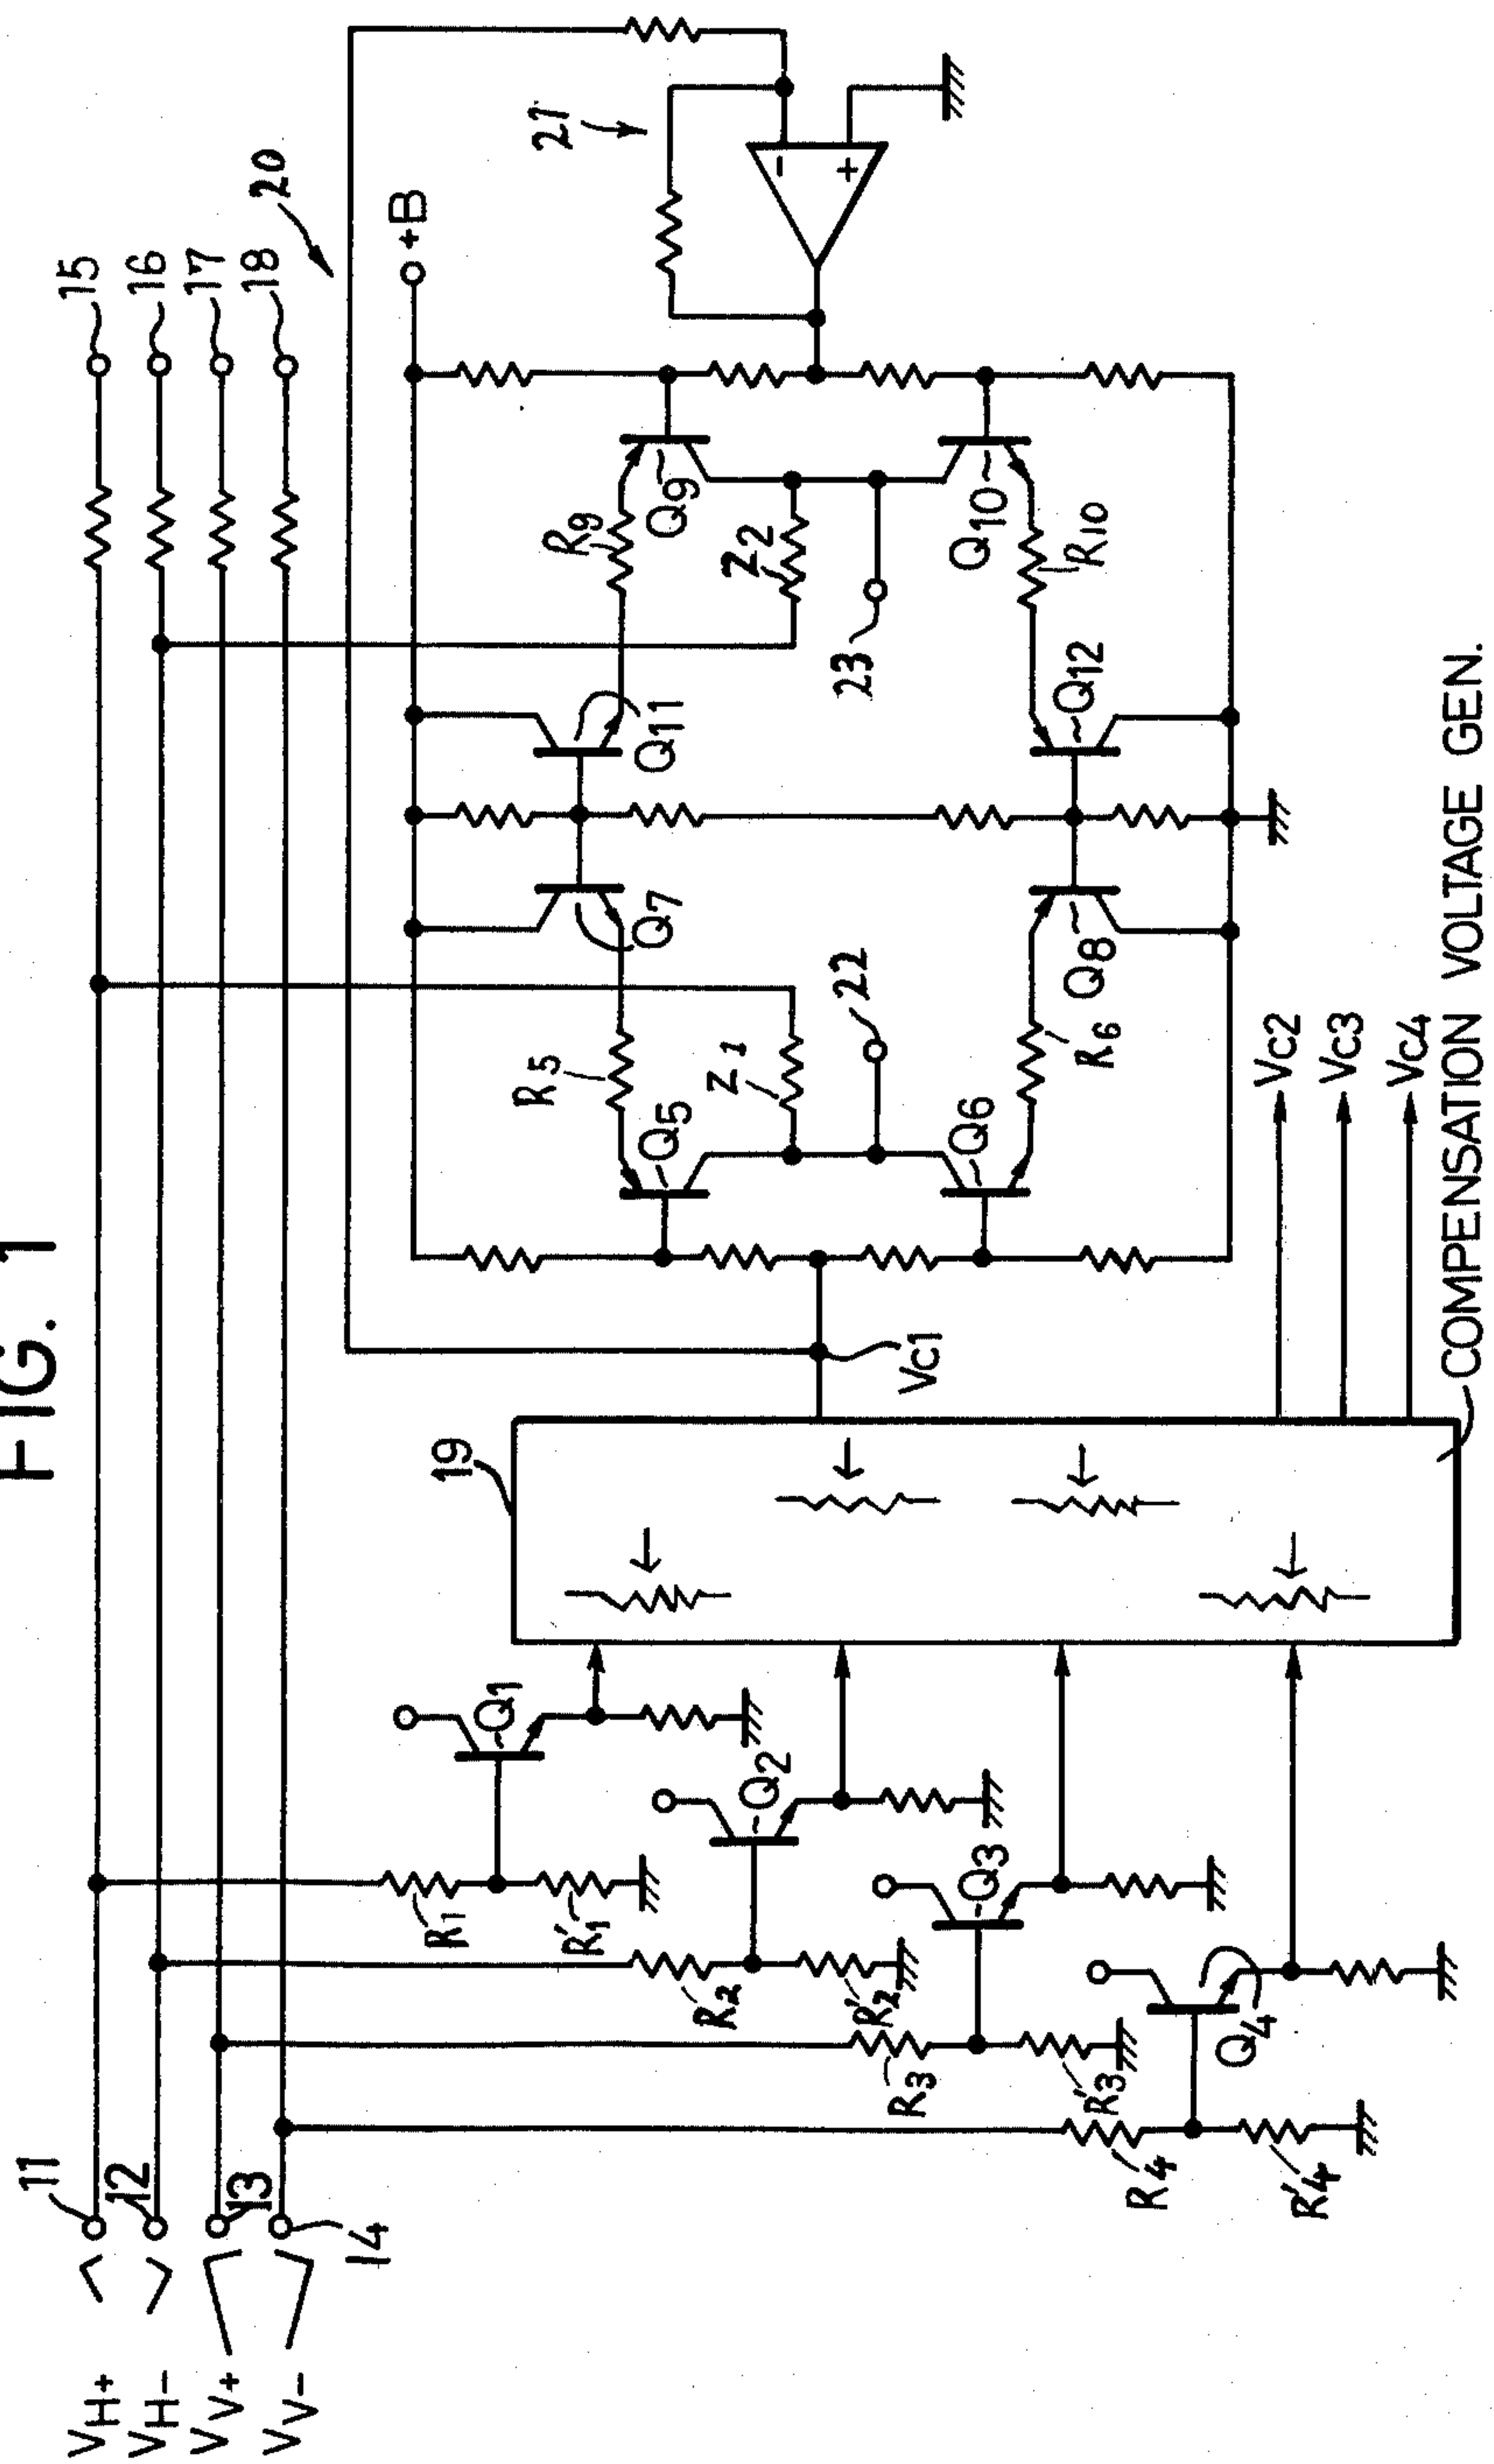 FIG. 1
VH+
VH-
VV+
VV-
11
12
13
14
15
16
17
18
20
+B
21
-
+
R1
R'1
Q1
R2
R'2
Q2
R3
R'3
Q3
R4
R'4
Q4
19
COMPENSATION VOLTAGE GEN.
Vc1
Vc2
Vc3
Vc4
Q5
R5
Q7
Q11
R9
Q9
Z1
Z2
22
23
Q6
R6
Q8
Q12
R10
Q10